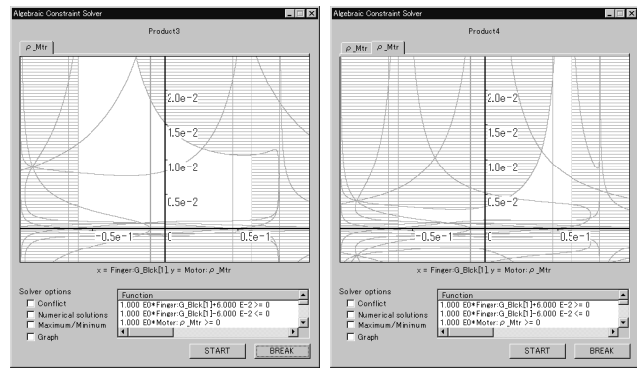 Algebraic Constraint Solver
Product3
ρ_Mtr
2.0e-2
1.5e-2
1.0e-2
0.5e-2
-0.5e-1
0
0.5e-1
x = Finger:G_Blck[1], y = Motor:ρ_Mtr
Solver options
Conflict
Numerical solutions
Maximum/Minimum
Graph
Function
1.000 E0*Finger:G_Blck[1]+6.000 E-2 >= 0
1.000 E0*Finger:G_Blck[1]-6.000 E-2 <= 0
1.000 E0*Motor:ρ_Mtr >= 0
START
BREAK
Algebraic Constraint Solver
Product4
ρ_Mtr
ρ_Mtr
2.0e-2
1.5e-2
1.0e-2
0.5e-2
-0.5e-1
0
0.5e-1
x = Finger:G_Blck[1], y = Motor:ρ_Mtr
Solver options
Conflict
Numerical solutions
Maximum/Minimum
Graph
Function
1.000 E0*Finger:G_Blck[1]+6.000 E-2 >= 0
1.000 E0*Finger:G_Blck[1]-6.000 E-2 <= 0
1.000 E0*Motor:ρ_Mtr >= 0
START
BREAK